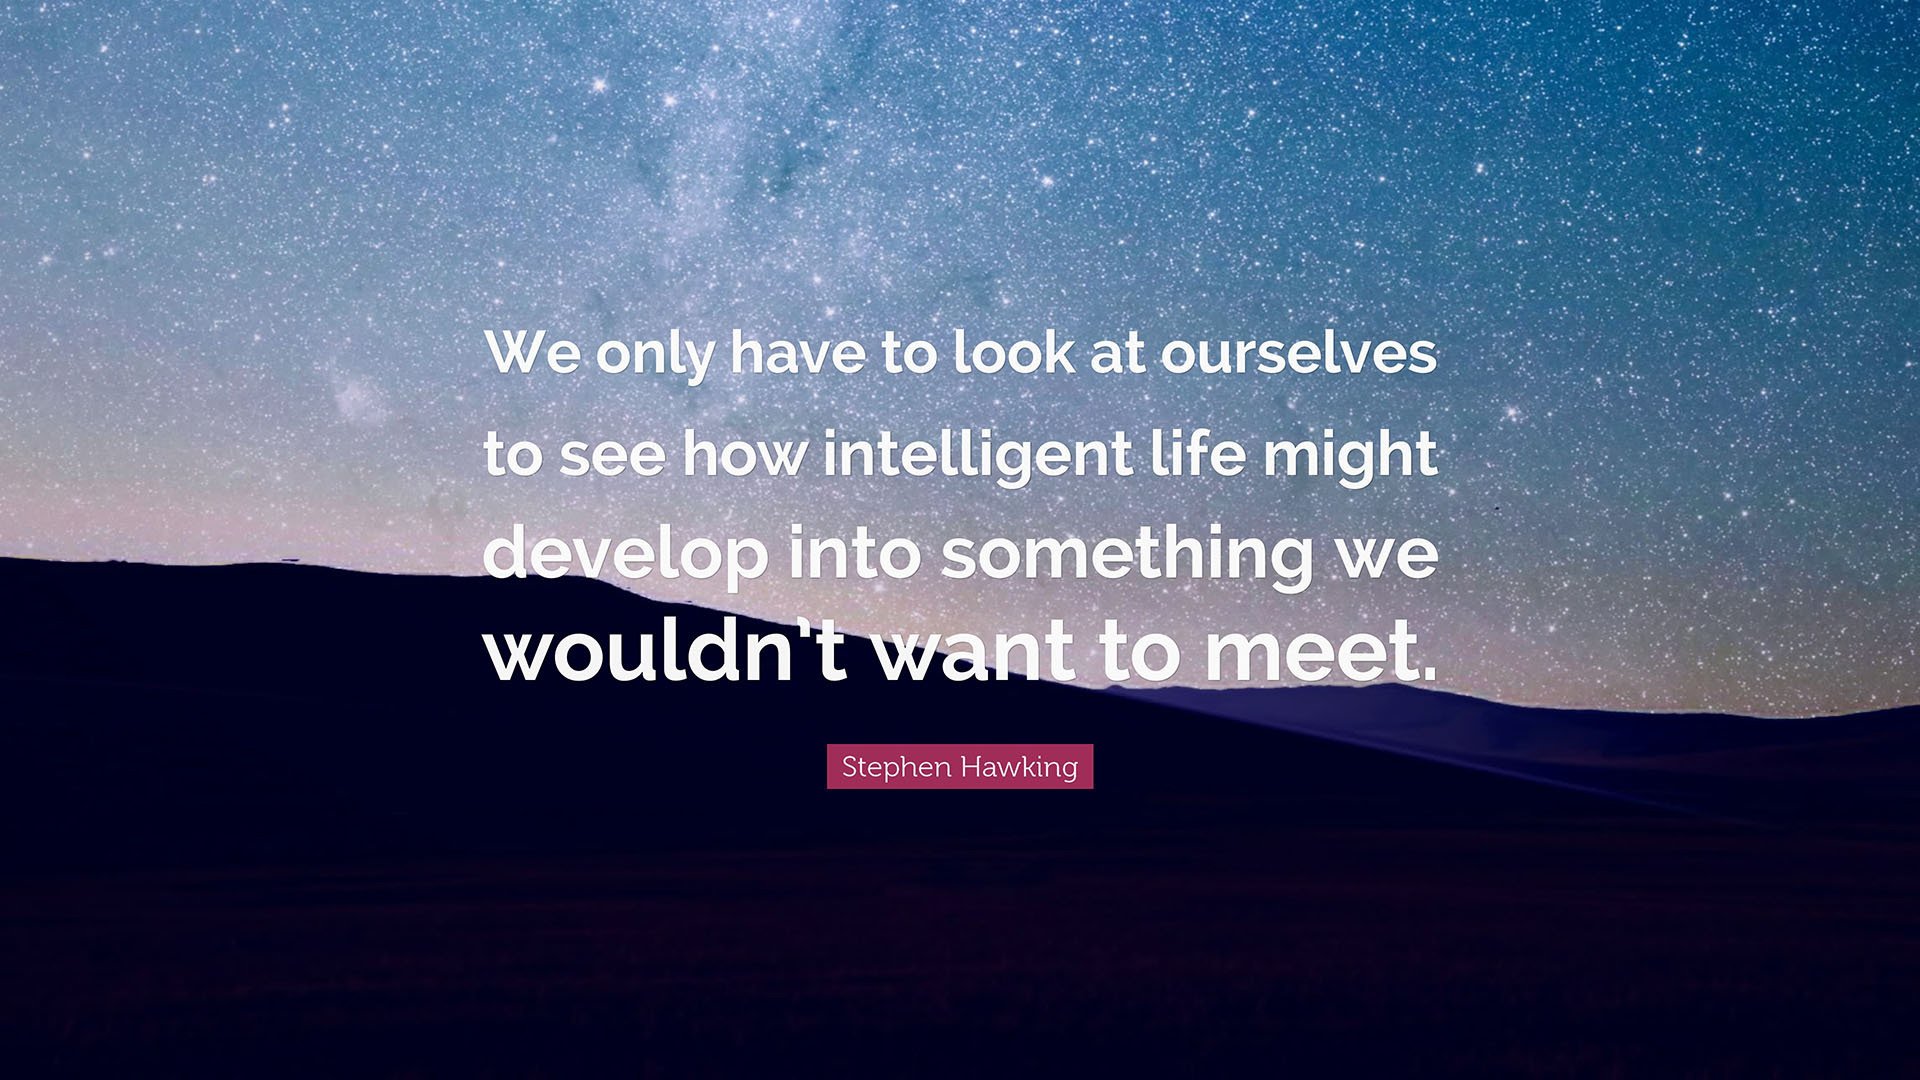 We only have to look at ourselves
to see how intelligent life might
develop into something we
wouldn’t want to meet.
Stephen Hawking